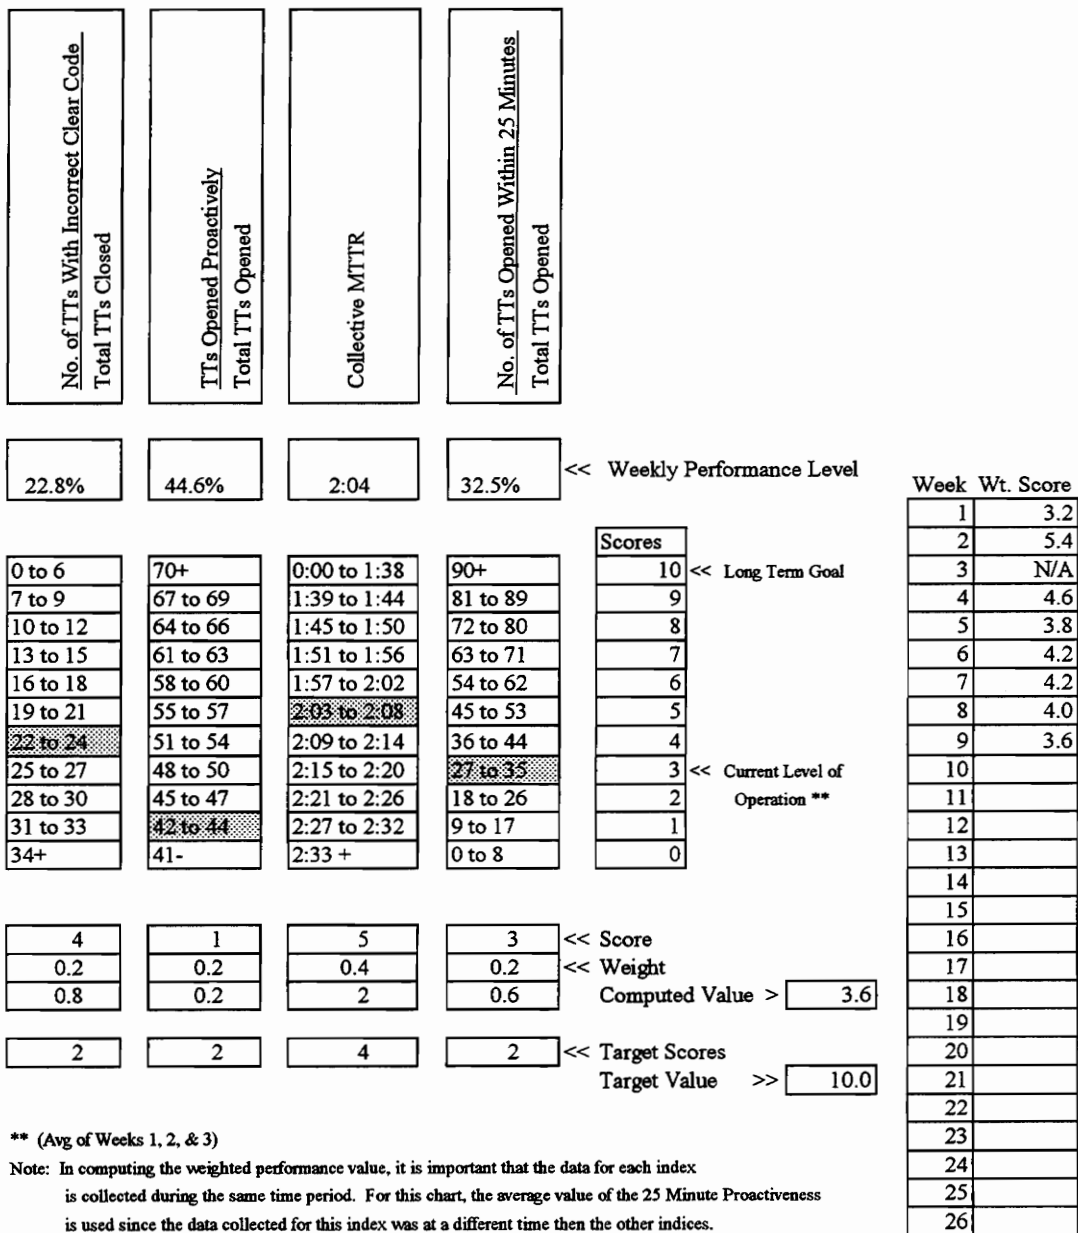 No. of TTs With Incorrect Clear Code
Total TTs Closed
TTs Opened Proactively
Total TTs Opened
Collective MTTR
No. of TTs Opened Within 25 Minutes
Total TTs Opened
22.8% 44.6% 2:04 32.5% << Weekly Performance Level
Scores
0 to 6 70+ 0:00 to 1:38 90+ 10 << Long Term Goal
7 to 9 67 to 69 1:39 to 1:44 81 to 89 9
10 to 12 64 to 66 1:45 to 1:50 72 to 80 8
13 to 15 61 to 63 1:51 to 1:56 63 to 71 7
16 to 18 58 to 60 1:57 to 2:02 54 to 62 6
19 to 21 55 to 57 2:03 to 2:08 45 to 53 5
22 to 24 51 to 54 2:09 to 2:14 36 to 44 4
25 to 27 48 to 50 2:15 to 2:20 27 to 35 3 << Current Level of
28 to 30 45 to 47 2:21 to 2:26 18 to 26 2 Operation **
31 to 33 42 to 44 2:27 to 2:32 9 to 17 1
34+ 41- 2:33 + 0 to 8 0
4 1 5 3 << Score
0.2 0.2 0.4 0.2 << Weight
0.8 0.2 2 0.6 Computed Value > 3.6
2 2 4 2 << Target Scores
Target Value >> 10.0
** (Avg of Weeks 1, 2, & 3)
Note: In computing the weighted performance value, it is important that the data for each index
is collected during the same time period. For this chart, the average value of the 25 Minute Proactiveness
is used since the data collected for this index was at a different time then the other indices.
Week Wt. Score
1 3.2
2 5.4
3 N/A
4 4.6
5 3.8
6 4.2
7 4.2
8 4.0
9 3.6
10
11
12
13
14
15
16
17
18
19
20
21
22
23
24
25
26